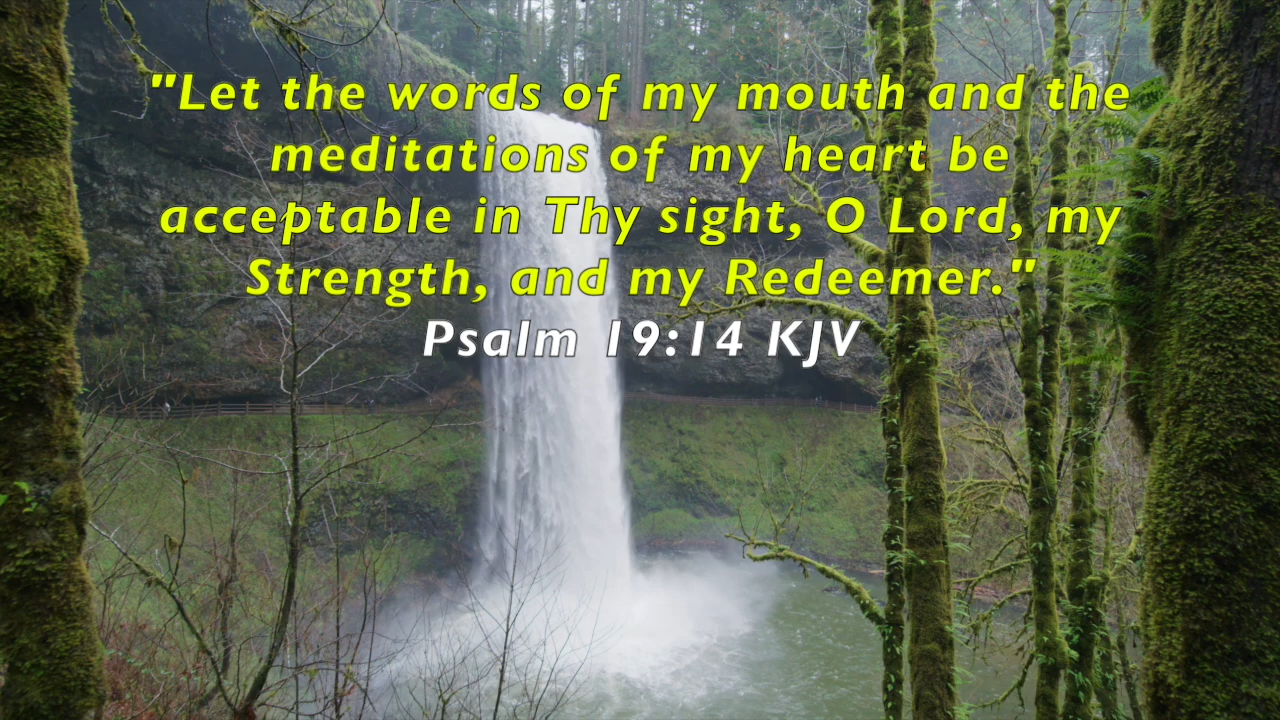 "Let the words of my mouth and the
meditations of my heart be
acceptable in Thy sight, O Lord, my
Strength, and my Redeemer."
Psalm 19:14 KJV